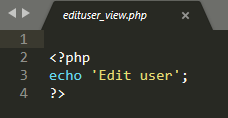 edituser_view.php
1
2 <?php
3 echo 'Edit user';
4 ?>